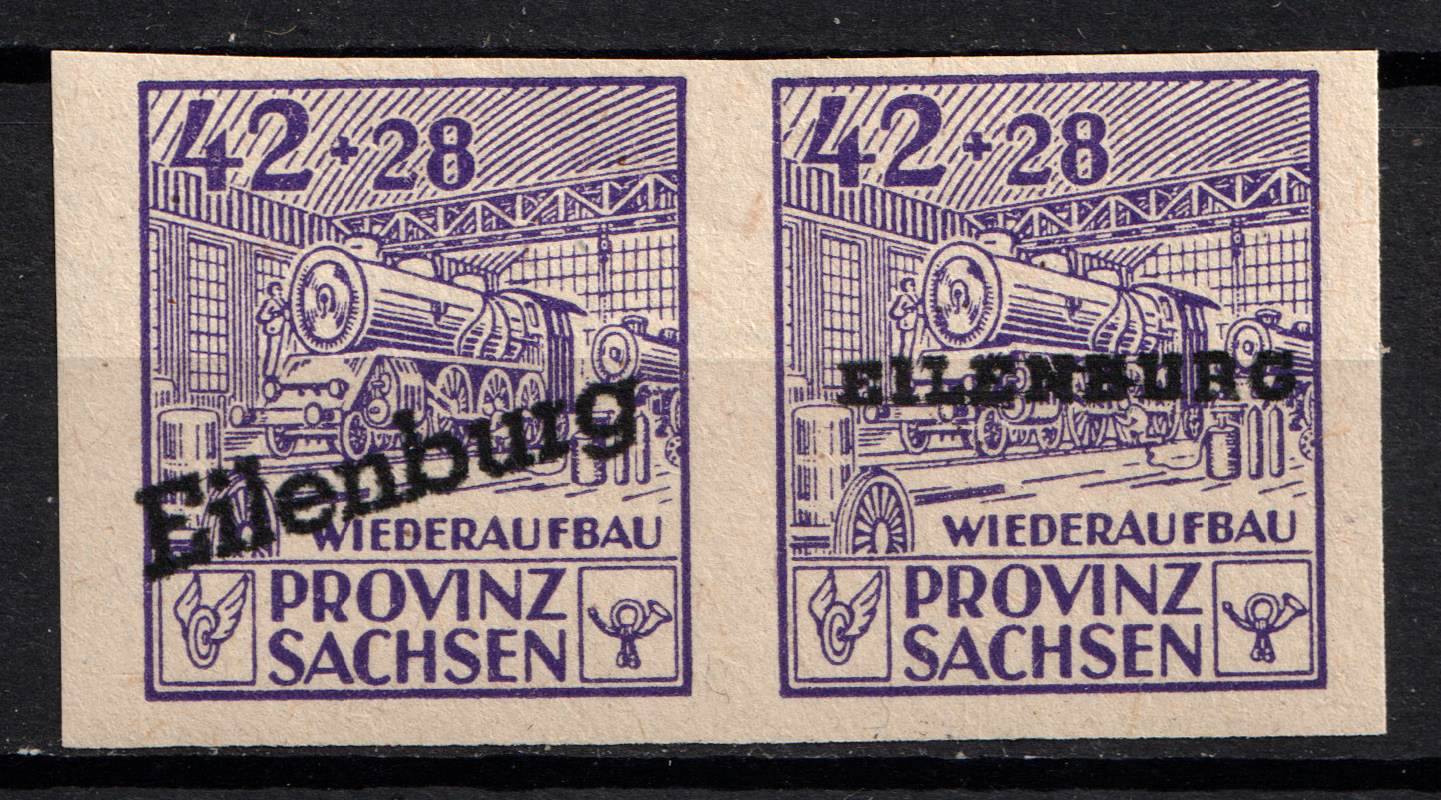 42 + 28
Eilenburg
WIEDERAUFBAU
PROVINZ
SACHSEN
42 + 28
EILENBURG
WIEDERAUFBAU
PROVINZ
SACHSEN